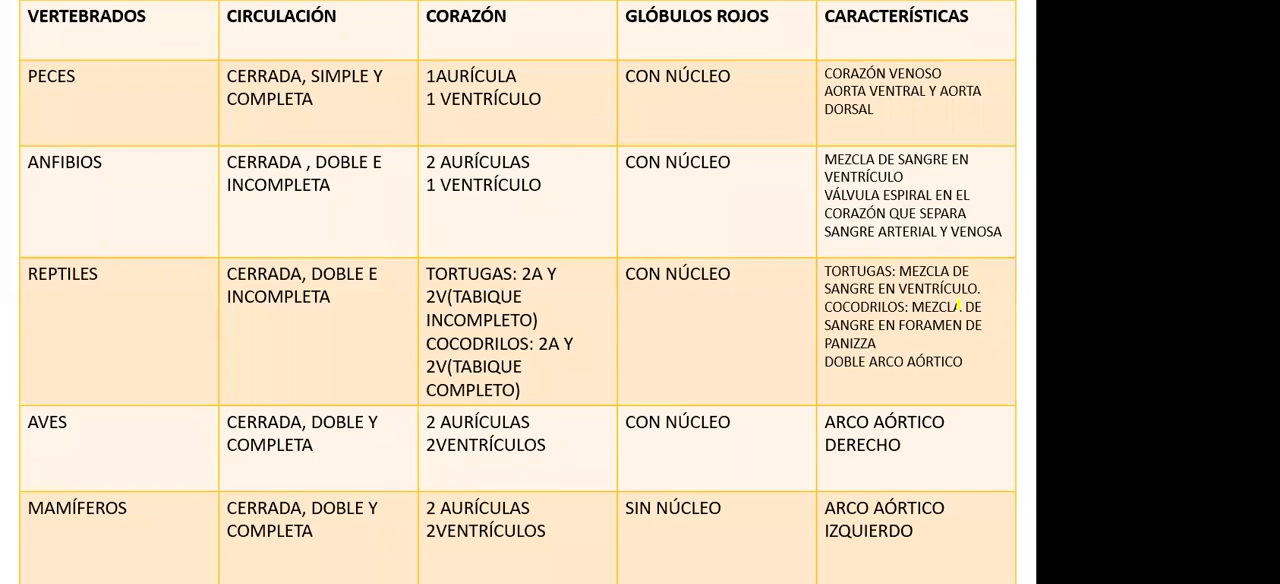 VERTEBRADOS
CIRCULACIÓN
CORAZÓN
GLÓBULOS ROJOS
CARACTERÍSTICAS
PECES
CERRADA, SIMPLE Y
COMPLETA
1AURÍCULA
1 VENTRÍCULO
CON NÚCLEO
CORAZÓN VENOSO
AORTA VENTRAL Y AORTA
DORSAL
ANFIBIOS
CERRADA , DOBLE E
INCOMPLETA
2 AURÍCULAS
1 VENTRÍCULO
CON NÚCLEO
MEZCLA DE SANGRE EN
VENTRÍCULO
VÁLVULA ESPIRAL EN EL
CORAZÓN QUE SEPARA
SANGRE ARTERIAL Y VENOSA
REPTILES
CERRADA, DOBLE E
INCOMPLETA
TORTUGAS: 2A Y
2V(TABIQUE
INCOMPLETO)
COCODRILOS: 2A Y
2V(TABIQUE
COMPLETO)
CON NÚCLEO
TORTUGAS: MEZCLA DE
SANGRE EN VENTRÍCULO.
COCODRILOS: MEZCLA DE
SANGRE EN FORAMEN DE
PANIZZA
DOBLE ARCO AÓRTICO
AVES
CERRADA, DOBLE Y
COMPLETA
2 AURÍCULAS
2VENTRÍCULOS
CON NÚCLEO
ARCO AÓRTICO
DERECHO
MAMÍFEROS
CERRADA, DOBLE Y
COMPLETA
2 AURÍCULAS
2VENTRÍCULOS
SIN NÚCLEO
ARCO AÓRTICO
IZQUIERDO